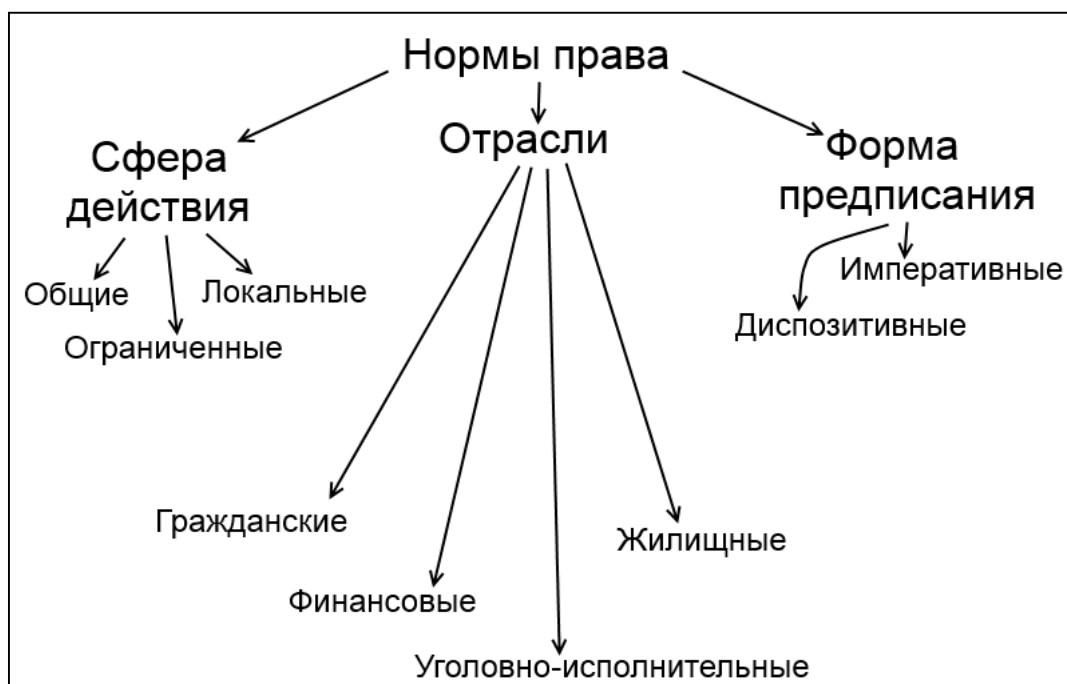 Нормы права
Сфера
действия
Отрасли
Форма
предписания
Общие
Локальные
Ограниченные
Императивные
Диспозитивные
Гражданские
Жилищные
Финансовые
Уголовно-исполнительные